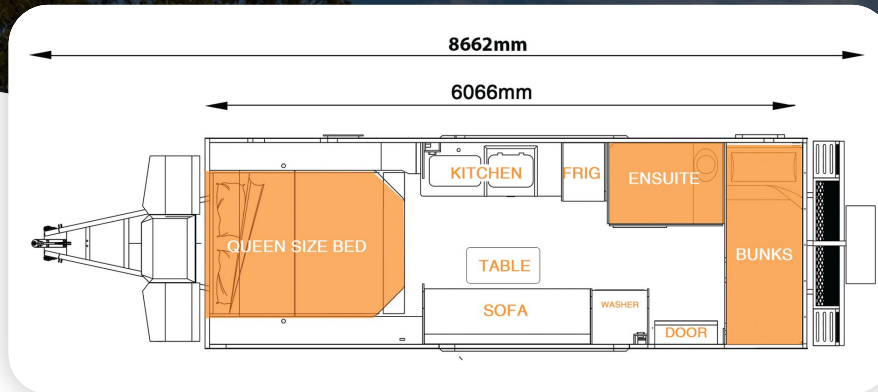 8662mm
6066mm
KITCHEN
FRIG
ENSUITE
QUEEN SIZE BED
BUNKS
TABLE
SOFA
WASHER
DOOR